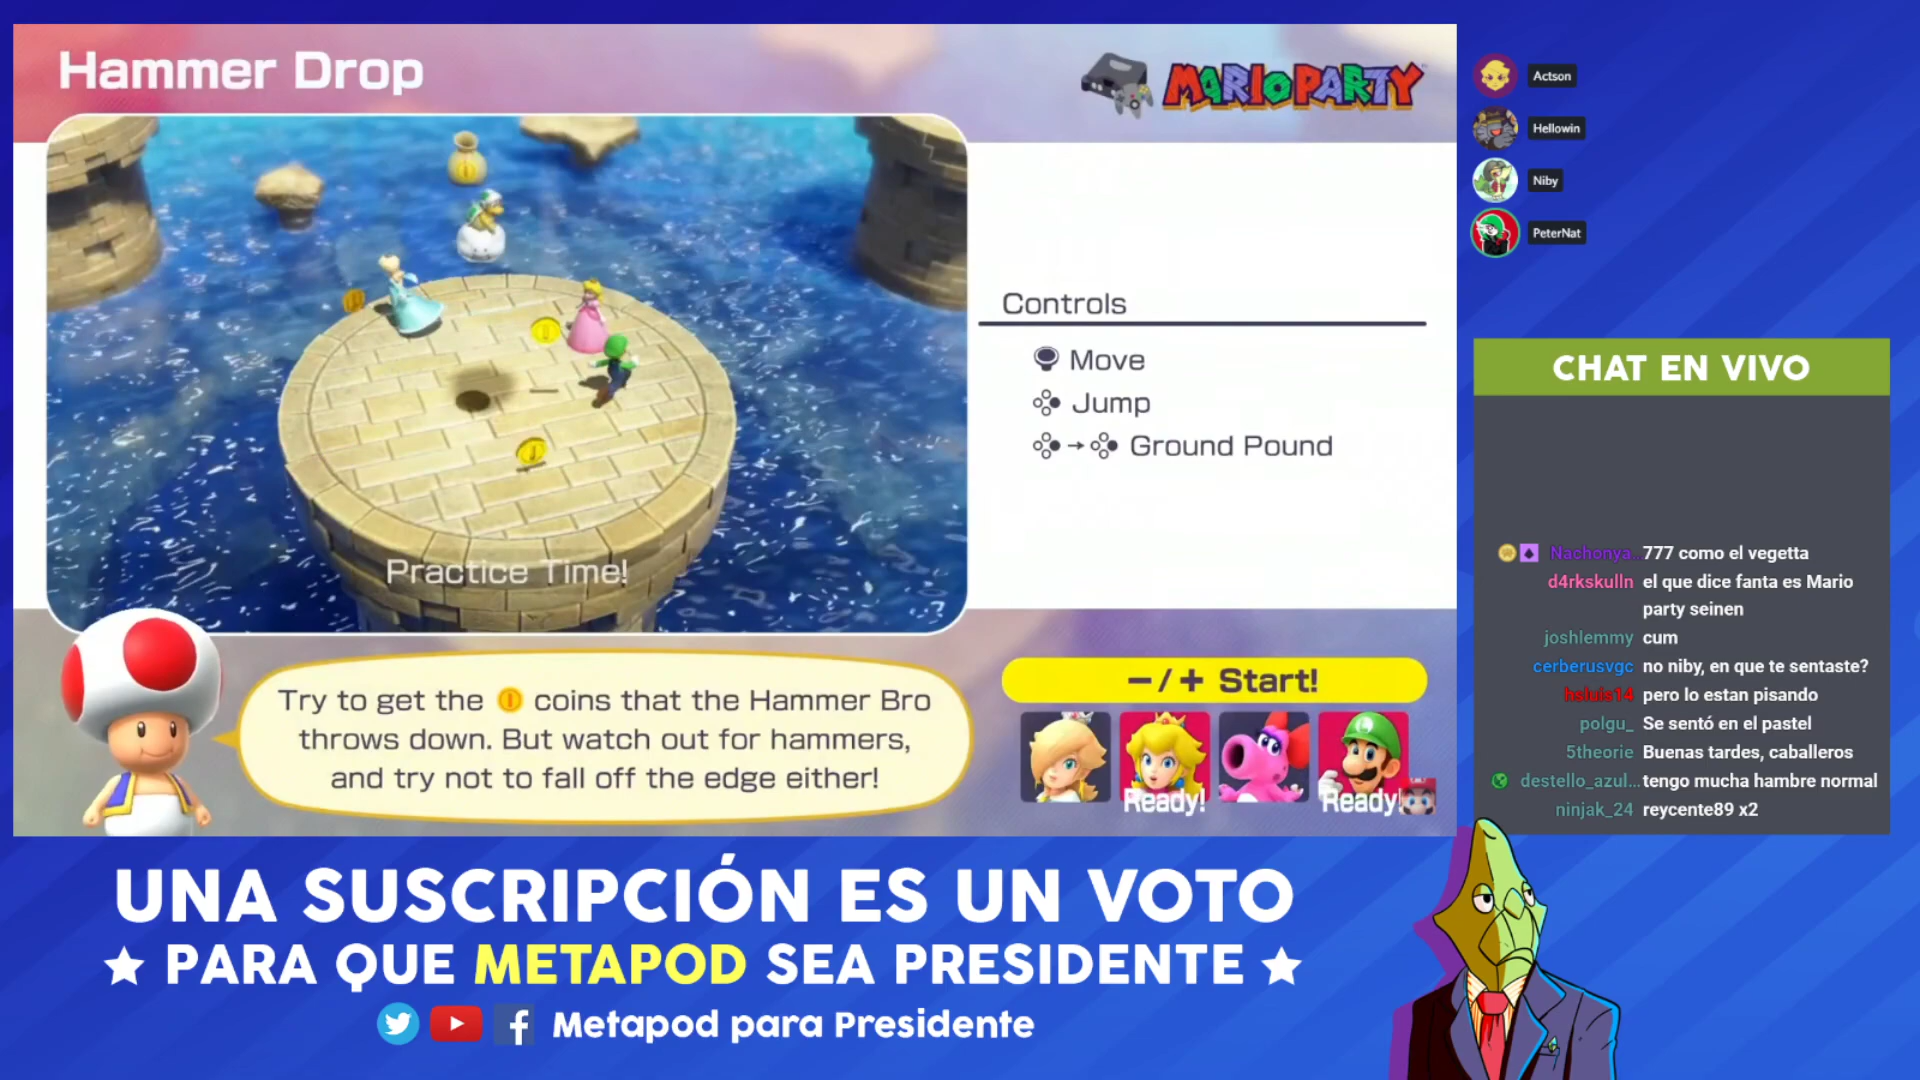 Hammer Drop
MARIO PARTY
Practice Time!
Controls
Move
Jump
→ Ground Pound
Try to get the coins that the Hammer Bro
throws down. But watch out for hammers,
and try not to fall off the edge either!
−/+ Start!
Ready!
Ready!
Actson
Hellowin
Niby
PeterNat
CHAT EN VIVO
Nachonya... 777 como el vegetta
d4rkskulln el que dice fanta es Mario
party seinen
joshlemmy cum
cerberusvgc no niby, en que te sentaste?
hsluis14 pero lo estan pisando
polgu_ Se sentó en el pastel
5theorie Buenas tardes, caballeros
destello_azul... tengo mucha hambre normal
ninjak_24 reycente89 x2
UNA SUSCRIPCIÓN ES UN VOTO
★ PARA QUE METAPOD SEA PRESIDENTE ★
Metapod para Presidente